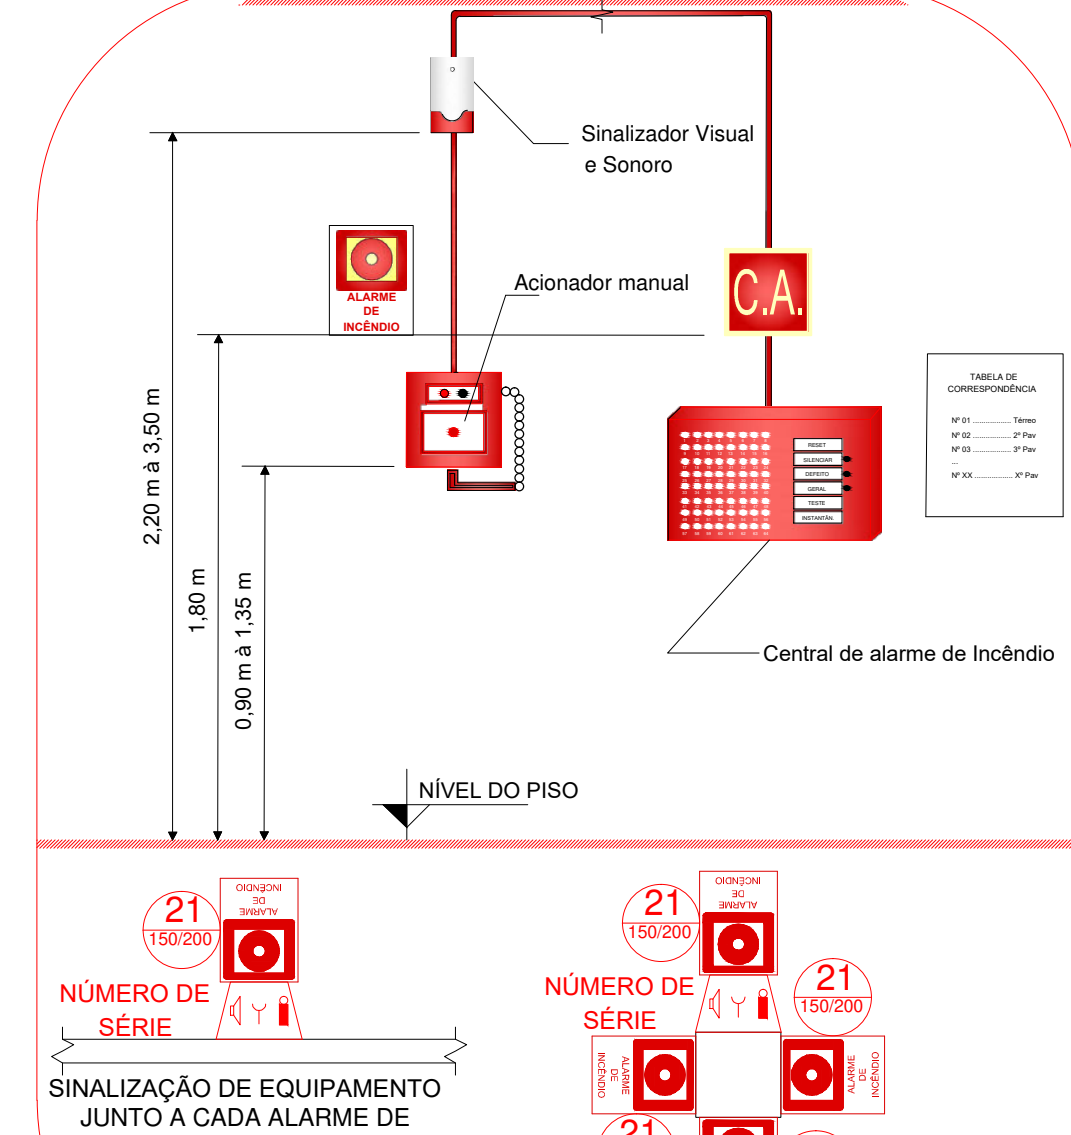 Sinalizador Visual
e Sonoro
ALARME
DE
INCÊNDIO
Acionador manual
C.A.
TABELA DE
CORRESPONDÊNCIA
Nº 01 .................. Térreo
Nº 02 .................. 2º Pav
Nº 03 .................. 3º Pav
...
Nº XX .................. Xº Pav
RESET
SILENCIAR
DEFEITO
GERAL
TESTE
INSTANTÂN.
2,20 m à 3,50 m
1,80 m
0,90 m à 1,35 m
Central de alarme de Incêndio
NÍVEL DO PISO
21
150/200
ALARME
DE
INCÊNDIO
NÚMERO DE
SÉRIE
SINALIZAÇÃO DE EQUIPAMENTO
JUNTO A CADA ALARME DE
21
150/200
ALARME
DE
INCÊNDIO
NÚMERO DE
SÉRIE
21
150/200
ALARME
DE
INCÊNDIO
ALARME
DE
INCÊNDIO
21